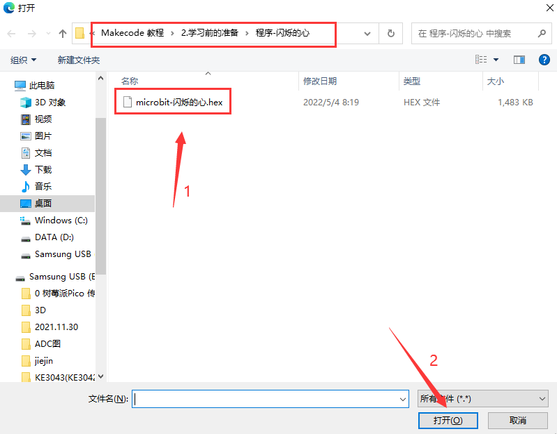 打开
« Makecode 教程 › 2.学习前的准备 › 程序-闪烁的心
在 程序-闪烁的心 中搜索
组织 新建文件夹
名称 修改日期 类型 大小
此电脑
microbit-闪烁的心.hex 2022/5/4 8:19 HEX 文件 1,483 KB
3D 对象
视频
图片
文档
下载
音乐
桌面
Windows (C:)
DATA (D:)
Samsung USB
Samsung USB (E
0 树莓派Pico 传
3D
2021.11.30
ADC图
jiejin
KE3043(KE3042
1
2
文件名(N):
所有文件 (*.*)
打开(O) 取消